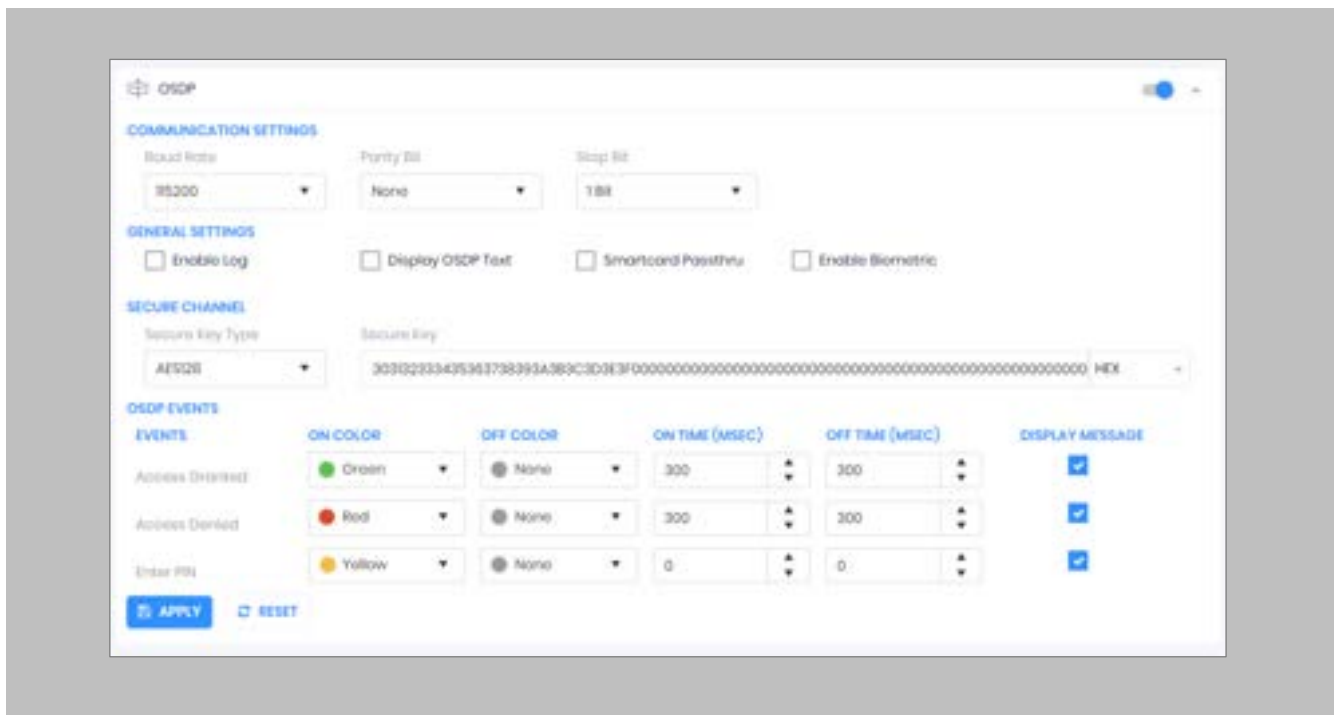 OSDP
COMMUNICATION SETTINGS
Baud Rate Parity Bit Stop Bit
115200 None 1 Bit
GENERAL SETTINGS
Enable Log Display OSDP Text Smartcard Passthru Enable Biometric
SECURE CHANNEL
Secure Key Type Secure Key
AES128 HEX
OSDP EVENTS
EVENTS ON COLOR OFF COLOR ON TIME (MSEC) OFF TIME (MSEC) DISPLAY MESSAGE
Access Granted Green None 300 300
Access Denied Red None 300 300
Enter PIN Yellow None 0 0
APPLY RESET